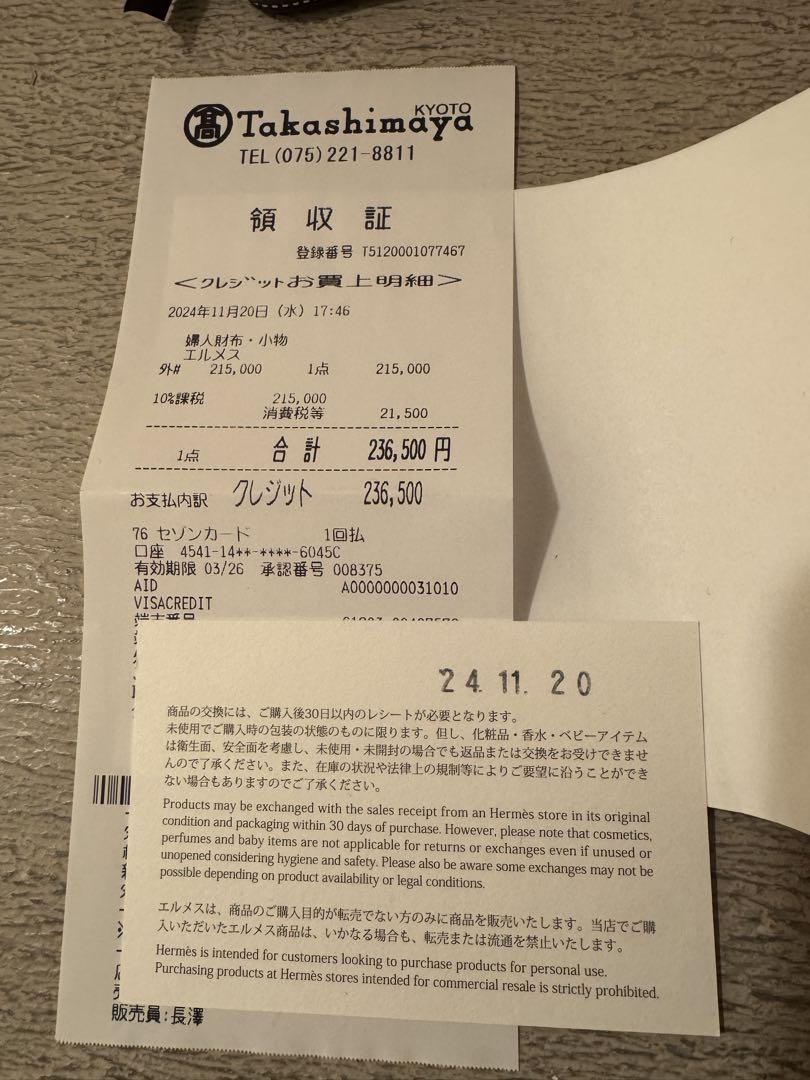 髙 Takashimaya KYOTO
TEL (075) 221-8811
領収証
登録番号 T5120001077467
<クレジットお買上明細>
2024年11月20日（水）17:46
婦人財布・小物
エルメス
外# 215,000 1点 215,000
10%課税 215,000
消費税等 21,500
1点 合計 236,500 円
お支払内訳 クレジット 236,500
76 セゾンカード 1回払
口座 4541-14**-****-6045C
有効期限 03/26 承認番号 008375
AID A0000000031010
VISACREDIT
端末番号
24. 11. 20
商品の交換には、ご購入後30日以内のレシートが必要となります。
未使用でご購入時の包装の状態のものに限ります。但し、化粧品・香水・ベビーアイテム
は衛生面、安全面を考慮し、未使用・未開封の場合でも返品または交換をお受けできませ
んので了承ください。また、在庫の状況や法律上の規制等によりご要望に沿うことができ
ない場合もありますのでご了承ください。
Products may be exchanged with the sales receipt from an Hermès store in its original
condition and packaging within 30 days of purchase. However, please note that cosmetics,
perfumes and baby items are not applicable for returns or exchanges even if unused or
unopened considering hygiene and safety. Please also be aware some exchanges may not be
possible depending on product availability or legal conditions.
エルメスは、商品のご購入目的が転売でない方のみに商品を販売いたします。当店でご購
入いただいたエルメス商品は、いかなる場合も、転売または流通を禁止いたします。
Hermès is intended for customers looking to purchase products for personal use.
Purchasing products at Hermès stores intended for commercial resale is strictly prohibited.
販売員：長澤